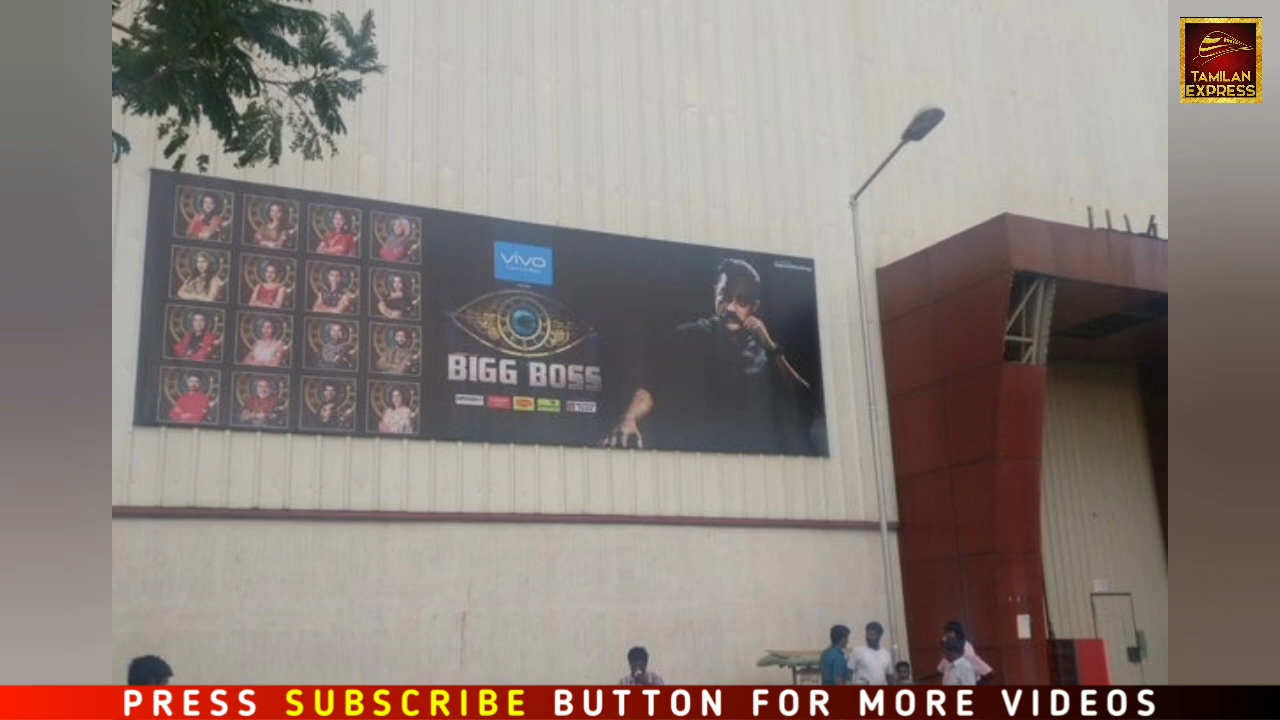 TAMILAN
EXPRESS
vivo
BIGG BOSS
PRESS SUBSCRIBE BUTTON FOR MORE VIDEOS